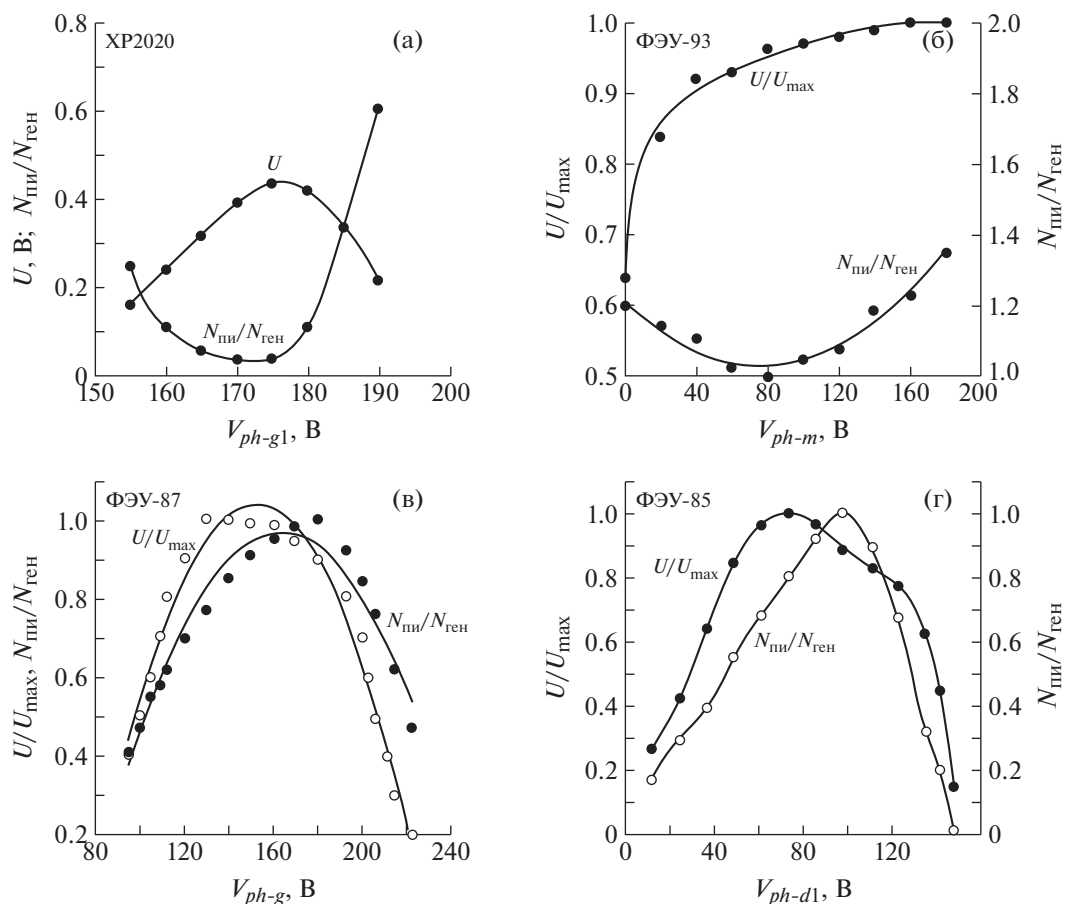 ХР2020
(а)
0.8
0.6
0.4
0.2
0
U, В; Nпи/Nген
U
Nпи/Nген
150 160 170 180 190 200
Vph-g1, В
ФЭУ-93
(б)
1.0
0.9
0.8
0.7
0.6
0.5
U/Umax
U/Umax
Nпи/Nген
2.0
1.8
1.6
1.4
1.2
1.0
Nпи/Nген
0 40 80 120 160 200
Vph-m, В
ФЭУ-87
(в)
1.0
0.8
0.6
0.4
0.2
U/Umax, Nпи/Nген
U/Umax
Nпи/Nген
80 120 160 200 240
Vph-g, В
ФЭУ-85
(г)
1.0
0.8
0.6
0.4
0.2
0
U/Umax
U/Umax
Nпи/Nген
1.0
0.8
0.6
0.4
0.2
0
Nпи/Nген
0 40 80 120
Vph-d1, В